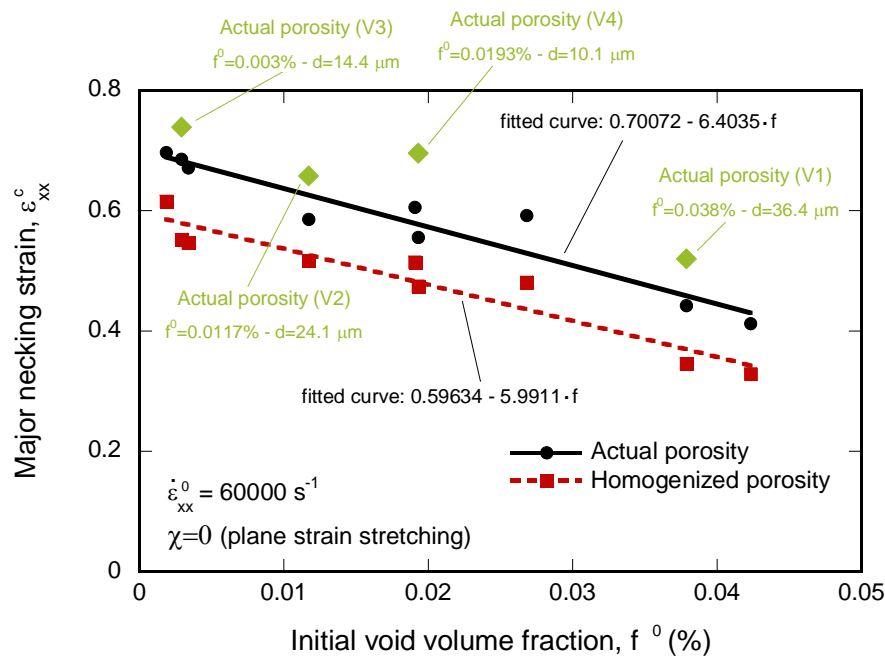 Actual porosity (V3)
f⁰=0.003% - d=14.4 μm
Actual porosity (V4)
f⁰=0.0193% - d=10.1 μm
fitted curve: 0.70072 - 6.4035·f
Actual porosity (V1)
f⁰=0.038% - d=36.4 μm
Actual porosity (V2)
f⁰=0.0117% - d=24.1 μm
fitted curve: 0.59634 - 5.9911·f
Actual porosity
Homogenized porosity
ε̇⁰xx = 60000 s⁻¹
χ=0 (plane strain stretching)
0.8
0.6
0.4
0.2
0
0
0.01
0.02
0.03
0.04
0.05
Major necking strain, εᶜxx
Initial void volume fraction, f ⁰ (%)